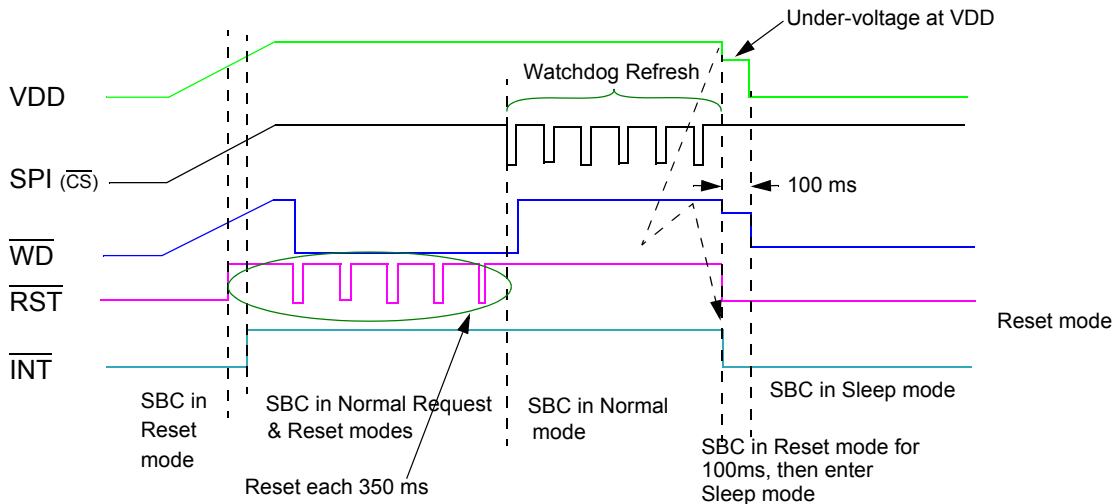 Under-voltage at VDD
Watchdog Refresh
VDD
SPI (CS)
100 ms
WD
RST
Reset mode
INT
SBC in
Reset
mode
SBC in Normal Request
& Reset modes
SBC in Normal
mode
SBC in Sleep mode
SBC in Reset mode for
100ms, then enter
Sleep mode
Reset each 350 ms